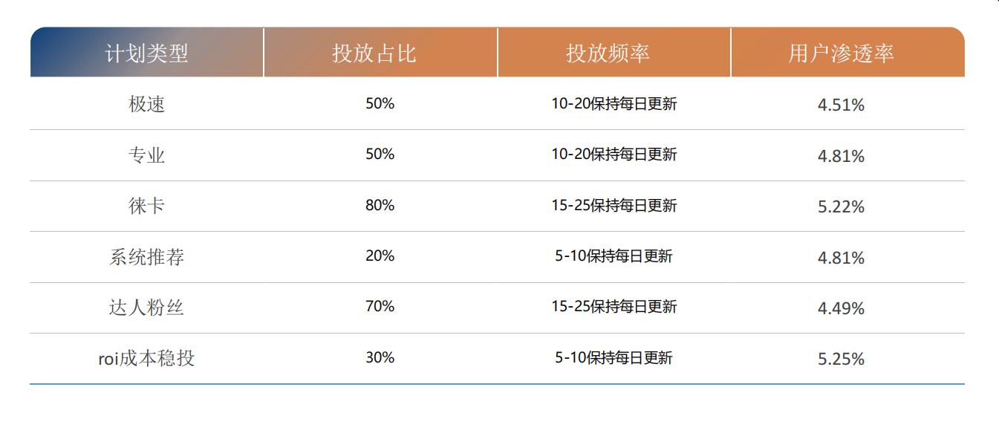 计划类型 投放占比 投放频率 用户渗透率
极速 50% 10-20保持每日更新 4.51%
专业 50% 10-20保持每日更新 4.81%
徕卡 80% 15-25保持每日更新 5.22%
系统推荐 20% 5-10保持每日更新 4.81%
达人粉丝 70% 15-25保持每日更新 4.49%
roi成本稳投 30% 5-10保持每日更新 5.25%